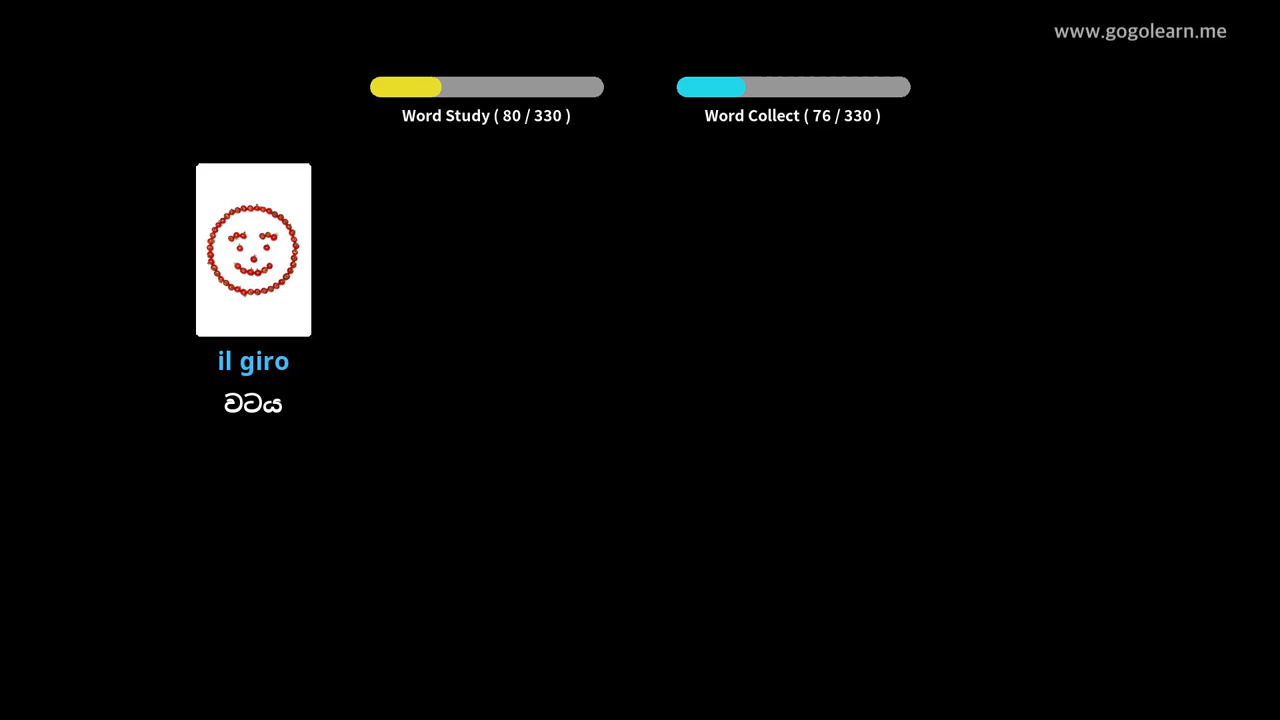 www.gogolearn.me
Word Study ( 80 / 330 )
Word Collect ( 76 / 330 )
il giro
වටය